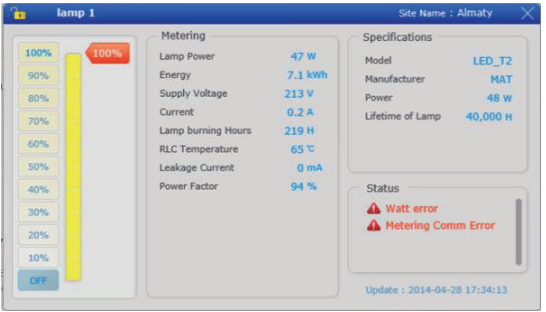 lamp 1
Site Name : Almaty
100%
100%
90%
80%
70%
60%
50%
40%
30%
20%
10%
OFF
Metering
Lamp Power 47 W
Energy 7.1 kWh
Supply Voltage 213 V
Current 0.2 A
Lamp burning Hours 219 H
RLC Temperature 65 ℃
Leakage Current 0 mA
Power Factor 94 %
Specifications
Model LED_T2
Manufacturer MAT
Power 48 W
Lifetime of Lamp 40,000 H
Status
Watt error
Metering Comm Error
Update : 2014-04-28 17:34:13